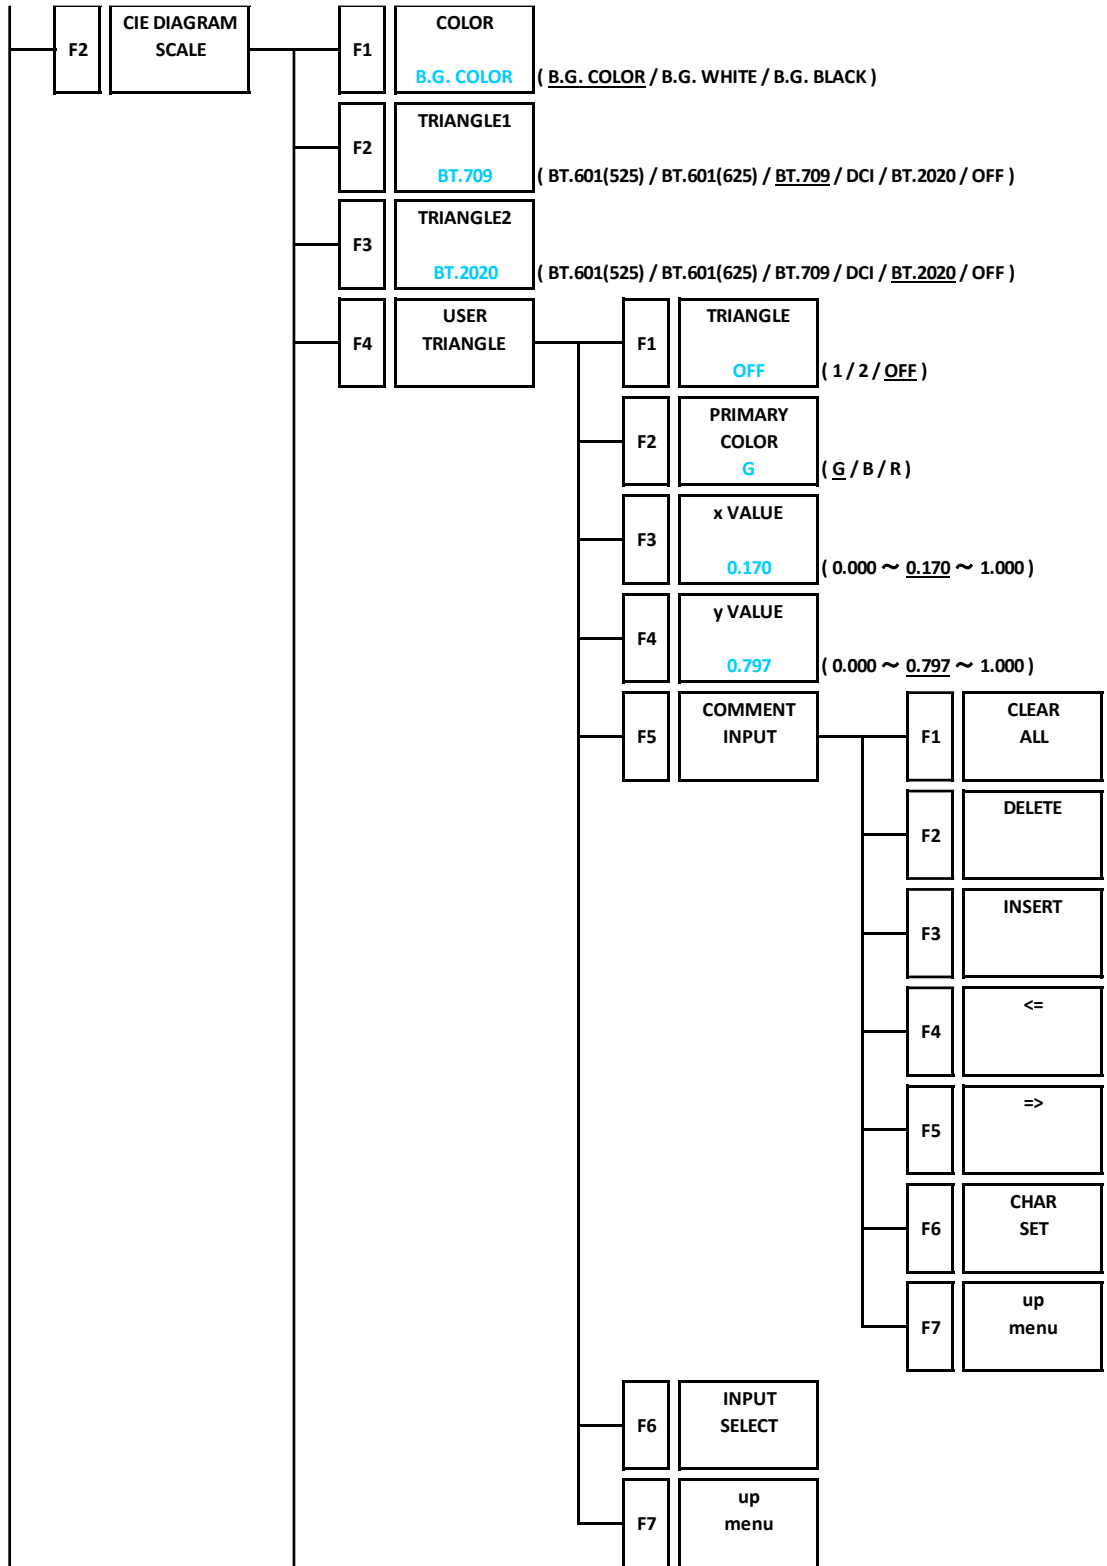 F2
CIE DIAGRAM
SCALE
F1
COLOR
B.G. COLOR
( B.G. COLOR / B.G. WHITE / B.G. BLACK )
F2
TRIANGLE1
BT.709
( BT.601(525) / BT.601(625) / BT.709 / DCI / BT.2020 / OFF )
F3
TRIANGLE2
BT.2020
( BT.601(525) / BT.601(625) / BT.709 / DCI / BT.2020 / OFF )
F4
USER
TRIANGLE
F1
TRIANGLE
OFF
( 1 / 2 / OFF )
F2
PRIMARY
COLOR
G
( G / B / R )
F3
x VALUE
0.170
( 0.000 ~ 0.170 ~ 1.000 )
F4
y VALUE
0.797
( 0.000 ~ 0.797 ~ 1.000 )
F5
COMMENT
INPUT
F1
CLEAR
ALL
F2
DELETE
F3
INSERT
F4
<=
F5
=>
F6
CHAR
SET
F7
up
menu
F6
INPUT
SELECT
F7
up
menu